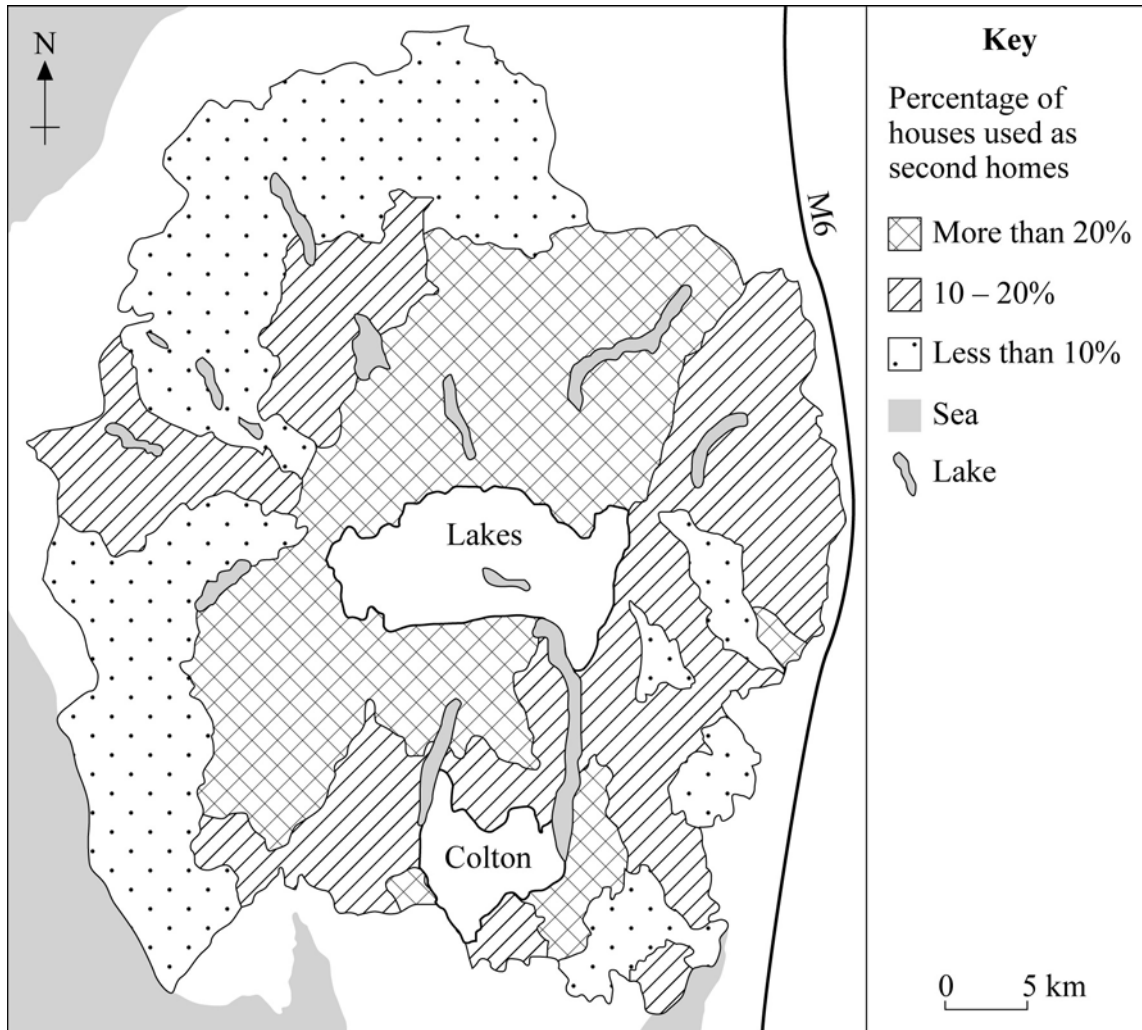 N
M6
Lakes
Colton
Key
Percentage of
houses used as
second homes
More than 20%
10 – 20%
Less than 10%
Sea
Lake
0 5 km